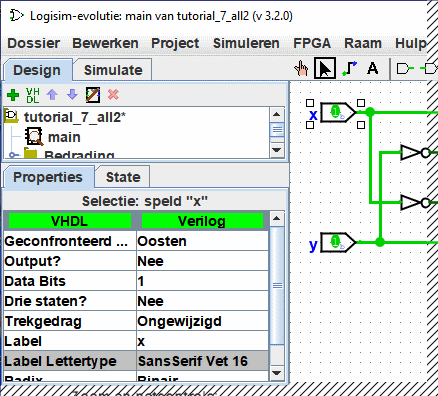 Logisim-evolutie: main van tutorial_7_all2 (v 3.2.0)
Dossier Bewerken Project Simuleren FPGA Raam Hulp
Design Simulate
VH
DL
A
tutorial_7_all2*
main
Bedrading
Properties State
Selectie: speld "x"
VHDL Verilog
Geconfronteerd ... Oosten
Output? Nee
Data Bits 1
Drie staten? Nee
Trekgedrag Ongewijzigd
Label x
Label Lettertype SansSerif Vet 16
Radix Binair
x 1
y 1